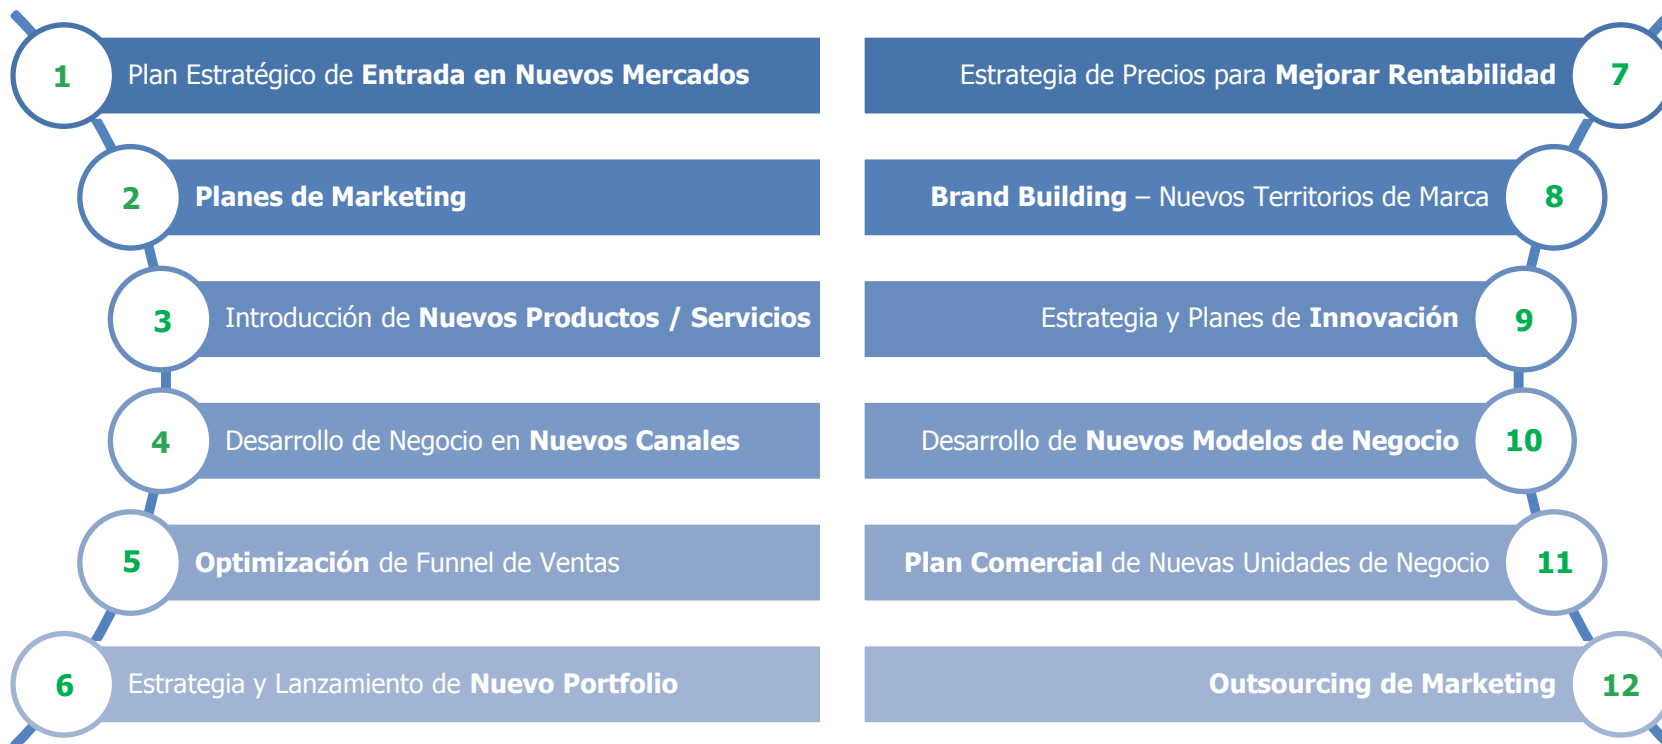 1 Plan Estratégico de Entrada en Nuevos Mercados
2 Planes de Marketing
3 Introducción de Nuevos Productos / Servicios
4 Desarrollo de Negocio en Nuevos Canales
5 Optimización de Funnel de Ventas
6 Estrategia y Lanzamiento de Nuevo Portfolio
Estrategia de Precios para Mejorar Rentabilidad 7
Brand Building – Nuevos Territorios de Marca 8
Estrategia y Planes de Innovación 9
Desarrollo de Nuevos Modelos de Negocio 10
Plan Comercial de Nuevas Unidades de Negocio 11
Outsourcing de Marketing 12